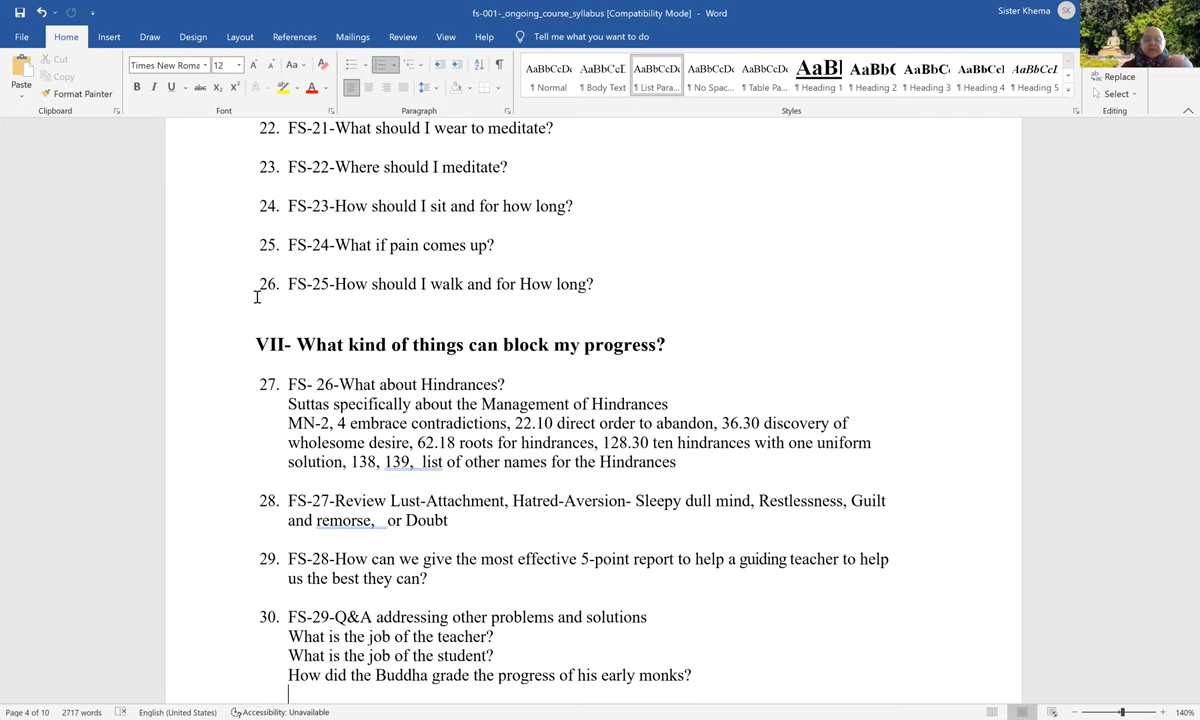 fs-001-_ongoing_course_syllabus [Compatibility Mode] - Word
Sister Khema SK
File Home Insert Draw Design Layout References Mailings Review View Help Tell me what you want to do
Paste Cut Copy Format Painter
Times New Roma 12
AaBbCcDc AaBbCcD AaBbCcDc AaBbCcDc AaBbCcDc AaBl AaBb( AaBbC AaBbCcl AaBbCcL
¶ Normal ¶ Body Text ¶ List Para... ¶ No Spac... ¶ Table Pa... ¶ Heading 1 ¶ Heading 2 ¶ Heading 3 ¶ Heading 4 ¶ Heading 5
Replace
Select
Clipboard Font Paragraph Styles Editing
22. FS-21-What should I wear to meditate?
23. FS-22-Where should I meditate?
24. FS-23-How should I sit and for how long?
25. FS-24-What if pain comes up?
26. FS-25-How should I walk and for How long?
VII- What kind of things can block my progress?
27. FS- 26-What about Hindrances?
Suttas specifically about the Management of Hindrances
MN-2, 4 embrace contradictions, 22.10 direct order to abandon, 36.30 discovery of
wholesome desire, 62.18 roots for hindrances, 128.30 ten hindrances with one uniform
solution, 138, 139, list of other names for the Hindrances
28. FS-27-Review Lust-Attachment, Hatred-Aversion- Sleepy dull mind, Restlessness, Guilt
and remorse, or Doubt
29. FS-28-How can we give the most effective 5-point report to help a guiding teacher to help
us the best they can?
30. FS-29-Q&A addressing other problems and solutions
What is the job of the teacher?
What is the job of the student?
How did the Buddha grade the progress of his early monks?
Page 4 of 10 2717 words English (United States) Accessibility: Unavailable 140%